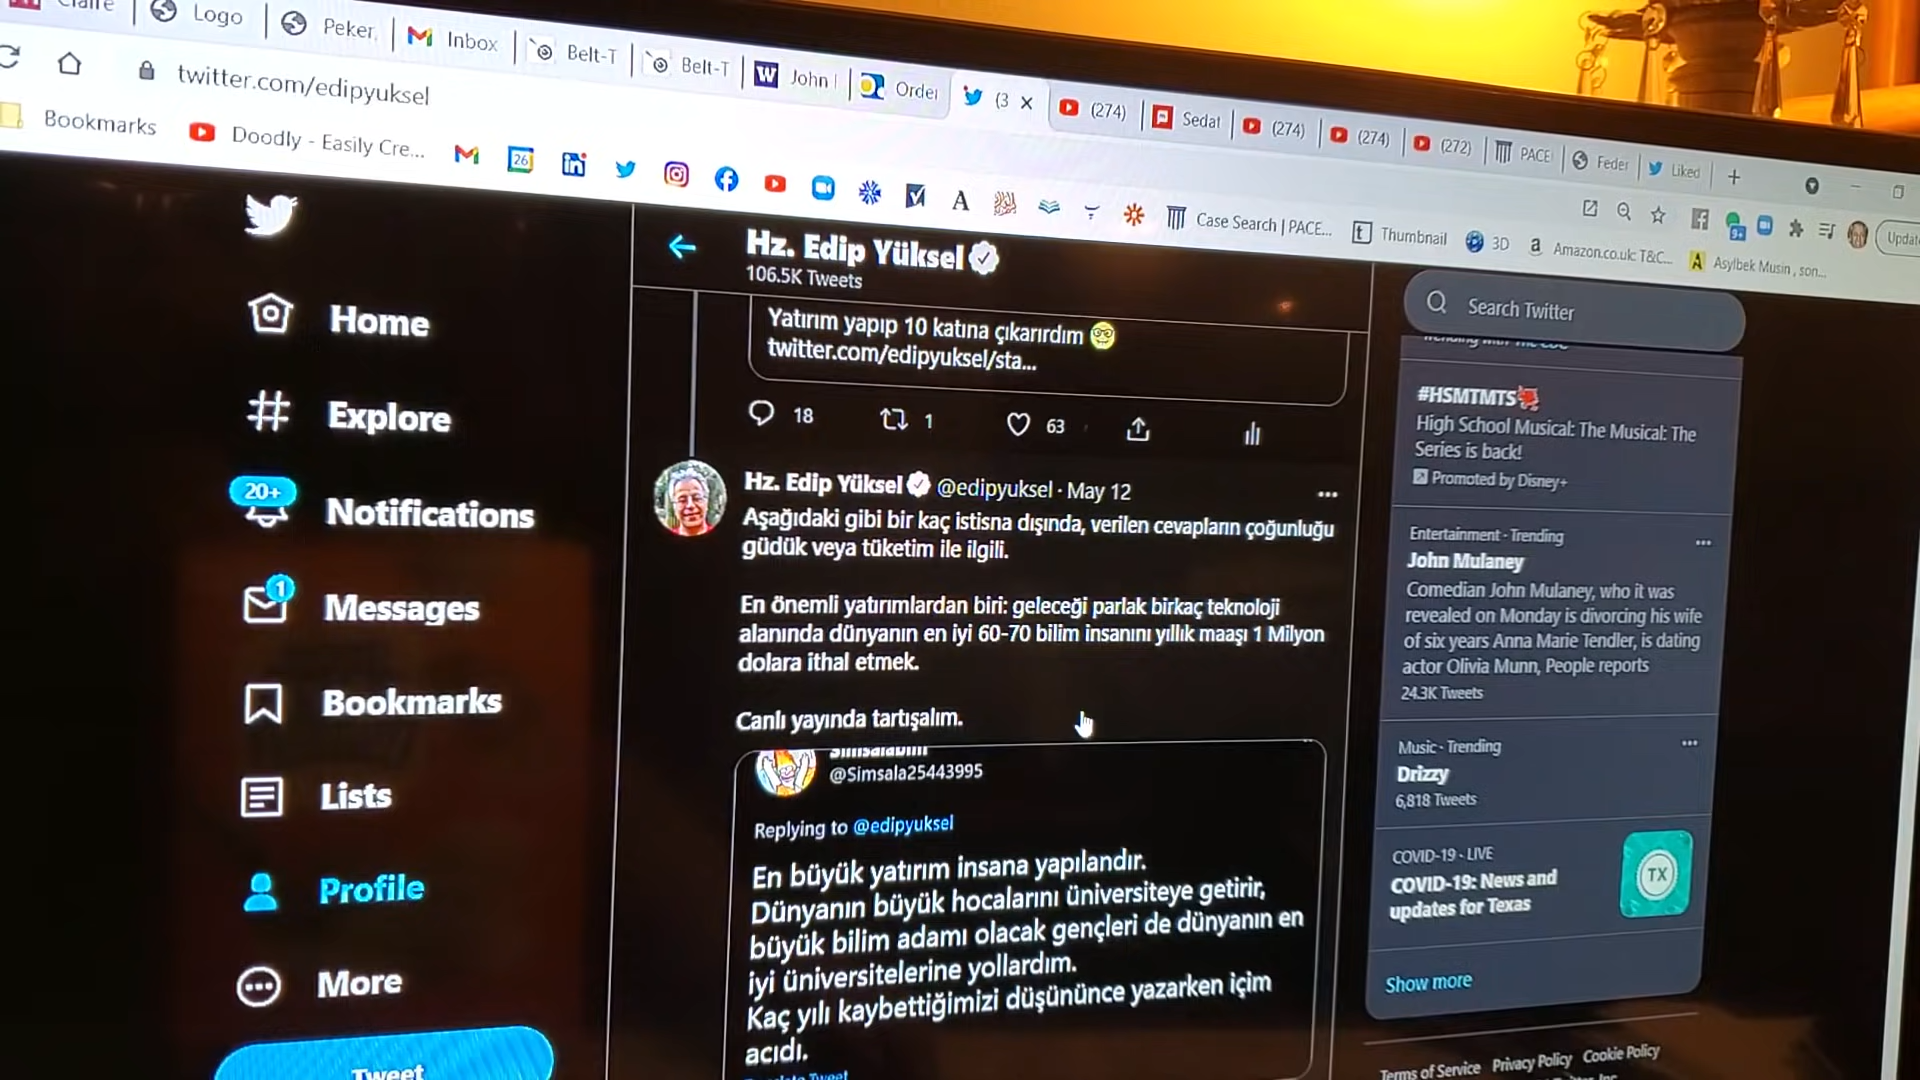 Claire
Logo
Peker
Inbox
Belt-T
Belt-T
John
Order
(3
(274)
Sedat
(274)
(274)
(272)
PACE
Feder
Liked
twitter.com/edipyuksel
Bookmarks
Doodly - Easily Cre...
26
Case Search | PACE...
Thumbnail
3D
Amazon.co.uk: T&C...
Asylbek Musin , son...
9+
Update
Home
Explore
20+
Notifications
1
Messages
Bookmarks
Lists
Profile
More
Tweet
Hz. Edip Yüksel
106.5K Tweets
Yatırım yapıp 10 katına çıkarırdım 🤓
twitter.com/edipyuksel/sta...
18
1
63
Hz. Edip Yüksel @edipyuksel · May 12
Aşağıdaki gibi bir kaç istisna dışında, verilen cevapların çoğunluğu
güdük veya tüketim ile ilgili.
En önemli yatırımlardan biri: geleceği parlak birkaç teknoloji
alanında dünyanın en iyi 60-70 bilim insanını yıllık maaşı 1 Milyon
dolara ithal etmek.
Canlı yayında tartışalım.
@Simsala25443995
Replying to @edipyuksel
En büyük yatırım insana yapılandır.
Dünyanın büyük hocalarını üniversiteye getirir,
büyük bilim adamı olacak gençleri de dünyanın en
iyi üniversitelerine yollardım.
Kaç yılı kaybettiğimizi düşününce yazarken içim
acıdı.
Tweet
Search Twitter
Trending with
#HSMTMTS
High School Musical: The Musical: The
Series is back!
Promoted by Disney+
Entertainment · Trending
John Mulaney
Comedian John Mulaney, who it was
revealed on Monday is divorcing his wife
of six years Anna Marie Tendler, is dating
actor Olivia Munn, People reports
24.3K Tweets
Music · Trending
Drizzy
6,818 Tweets
COVID-19 · LIVE
COVID-19: News and
updates for Texas
TX
Show more
Terms of Service Privacy Policy Cookie Policy